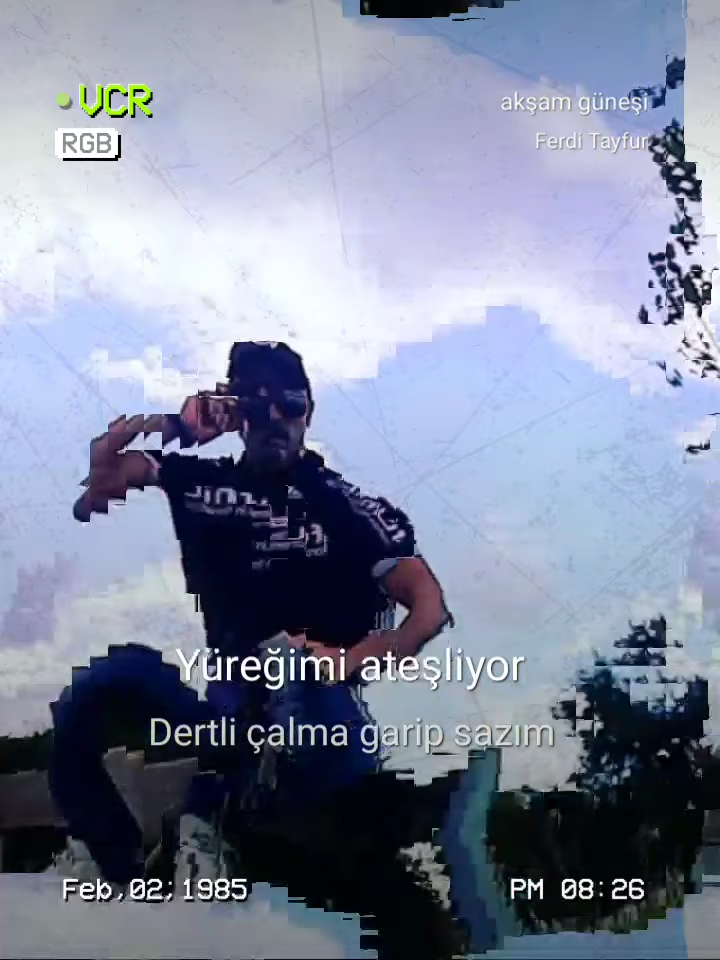 VCR
RGB
akşam güneşi
Ferdi Tayfur
Yüreğimi ateşliyor
Dertli çalma garip sazım
Feb,02;1985
PM 08:26